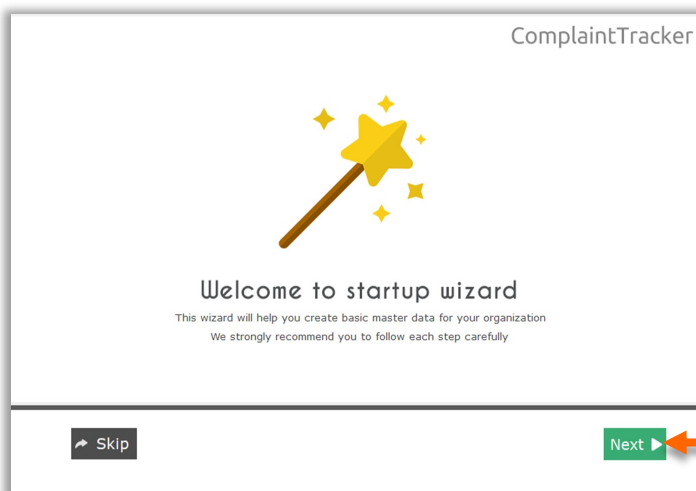 ComplaintTracker
Welcome to startup wizard
This wizard will help you create basic master data for your organization
We strongly recommend you to follow each step carefully
Skip
Next